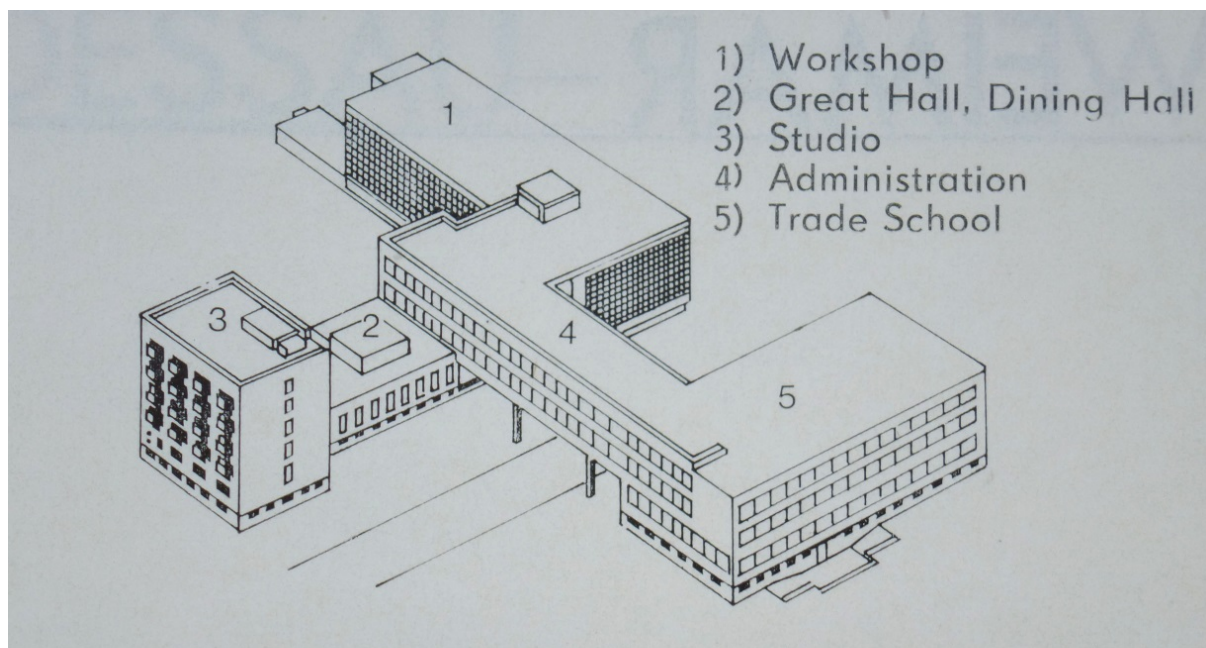 1) Workshop
2) Great Hall, Dining Hall
3) Studio
4) Administration
5) Trade School
1
2
3
4
5